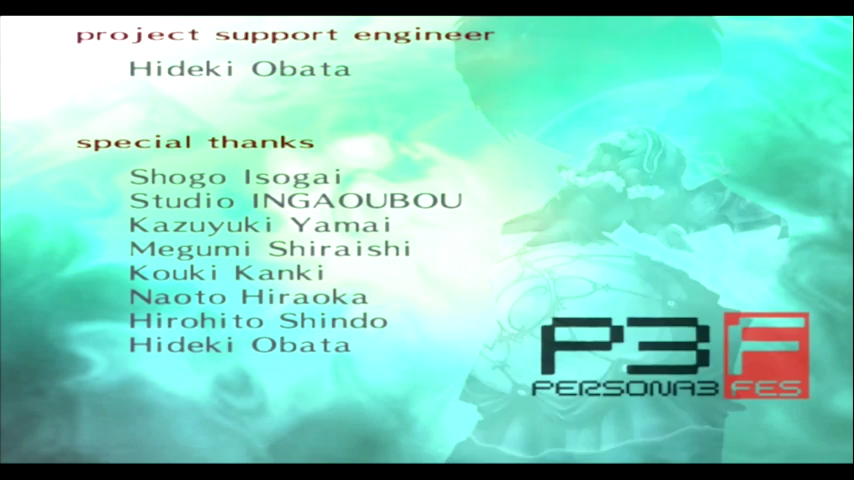 project support engineer
Hideki Obata
special thanks
Shogo Isogai
Studio INGAOUBOU
Kazuyuki Yamai
Megumi Shiraishi
Kouki Kanki
Naoto Hiraoka
Hirohito Shindo
Hideki Obata
P3F
PERSONA3 FES